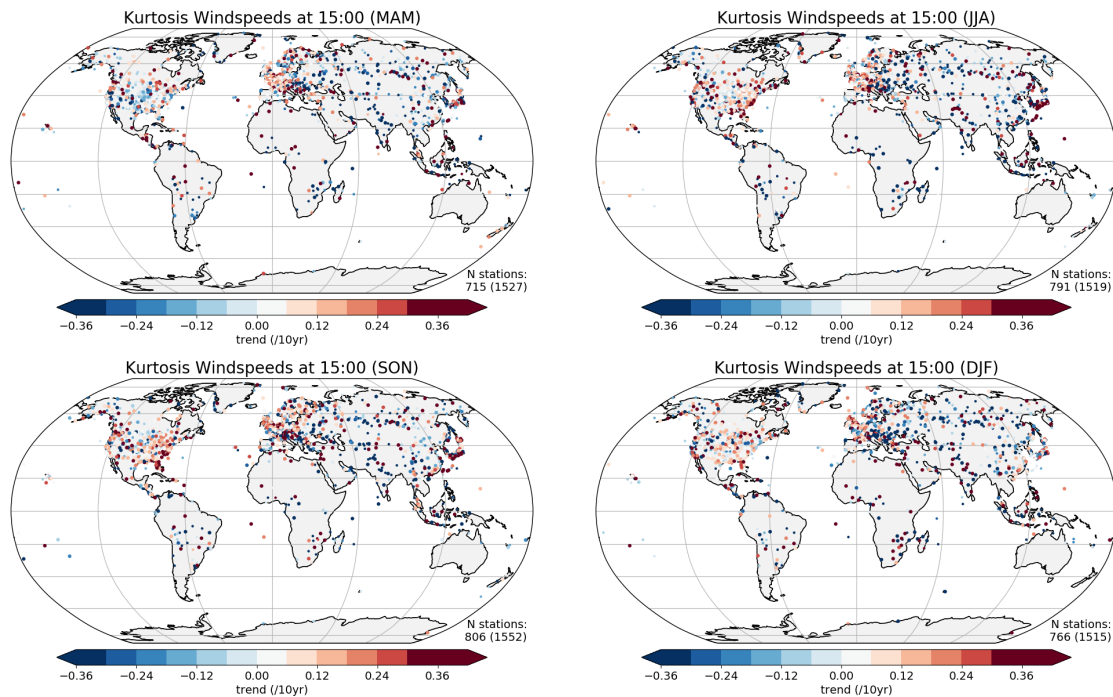 Kurtosis Windspeeds at 15:00 (MAM)
N stations:
715 (1527)
−0.36 −0.24 −0.12 0.00 0.12 0.24 0.36
trend (/10yr)
Kurtosis Windspeeds at 15:00 (JJA)
N stations:
791 (1519)
−0.36 −0.24 −0.12 0.00 0.12 0.24 0.36
trend (/10yr)
Kurtosis Windspeeds at 15:00 (SON)
N stations:
806 (1552)
−0.36 −0.24 −0.12 0.00 0.12 0.24 0.36
trend (/10yr)
Kurtosis Windspeeds at 15:00 (DJF)
N stations:
766 (1515)
−0.36 −0.24 −0.12 0.00 0.12 0.24 0.36
trend (/10yr)